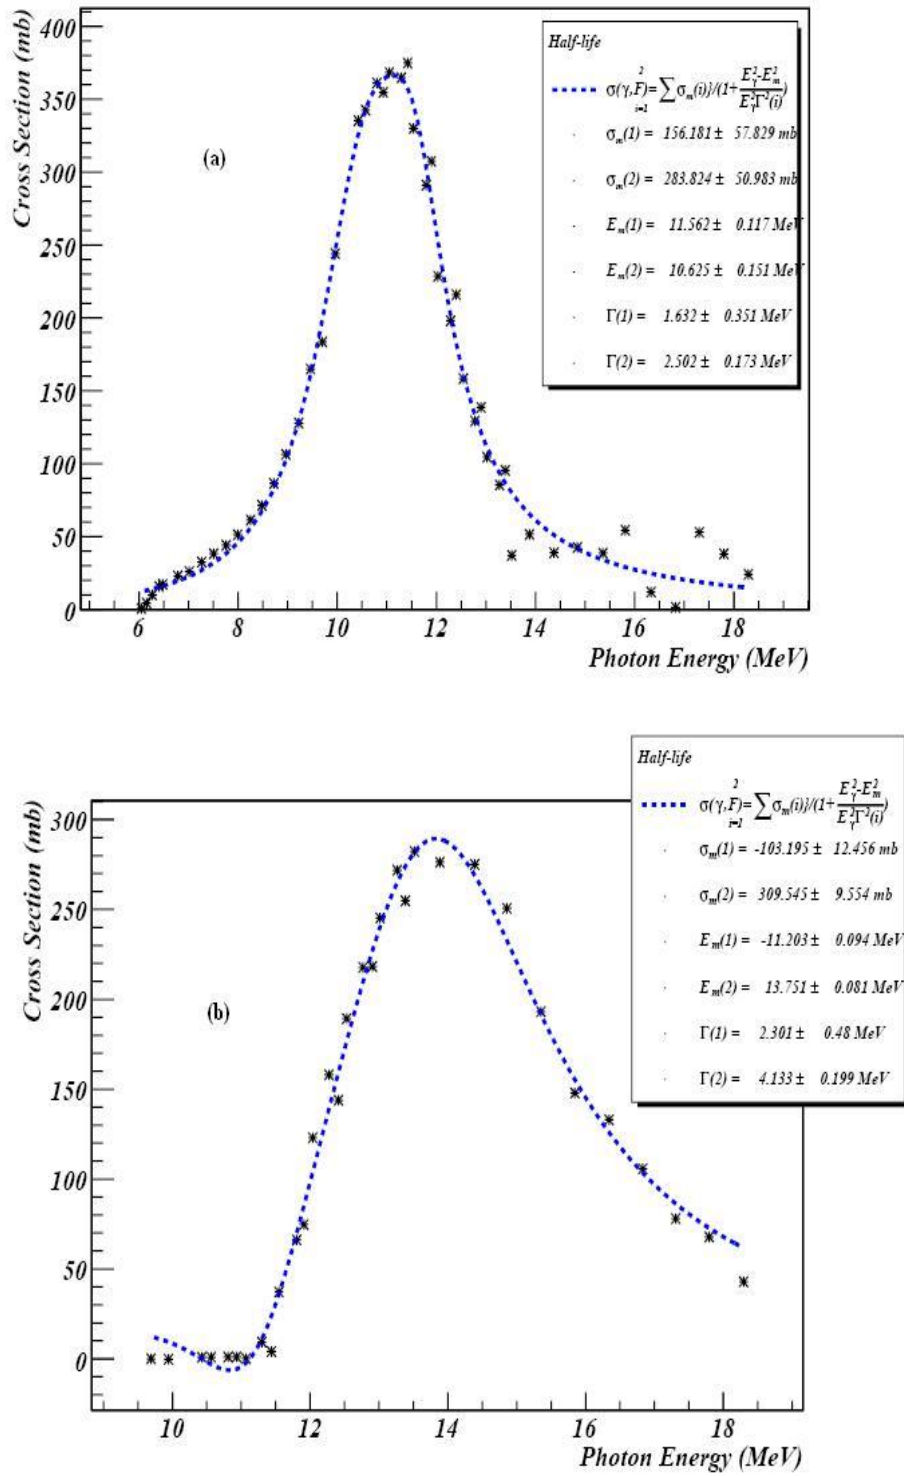 Cross Section (mb)
400
350
300
250
200
150
100
50
0
(a)
6 8 10 12 14 16 18
Photon Energy (MeV)
Half-life
σ(γ,F)=∑σm(i)}/(1+(Eγ²-Em²)/(Eγ²Γ²(i)))
2
i=1
σm(1) = 156.181 ± 57.829 mb
σm(2) = 283.824 ± 50.983 mb
Em(1) = 11.562 ± 0.117 MeV
Em(2) = 10.625 ± 0.151 MeV
Γ(1) = 1.632 ± 0.351 MeV
Γ(2) = 2.502 ± 0.173 MeV
Cross Section (mb)
300
250
200
150
100
50
0
(b)
10 12 14 16 18
Photon Energy (MeV)
Half-life
σ(γ,F)=∑σm(i)}/(1+(Eγ²-Em²)/(Eγ²Γ²(i)))
2
i=1
σm(1) = -103.195 ± 12.456 mb
σm(2) = 309.545 ± 9.554 mb
Em(1) = -11.203 ± 0.094 MeV
Em(2) = 13.751 ± 0.081 MeV
Γ(1) = 2.301 ± 0.48 MeV
Γ(2) = 4.133 ± 0.199 MeV